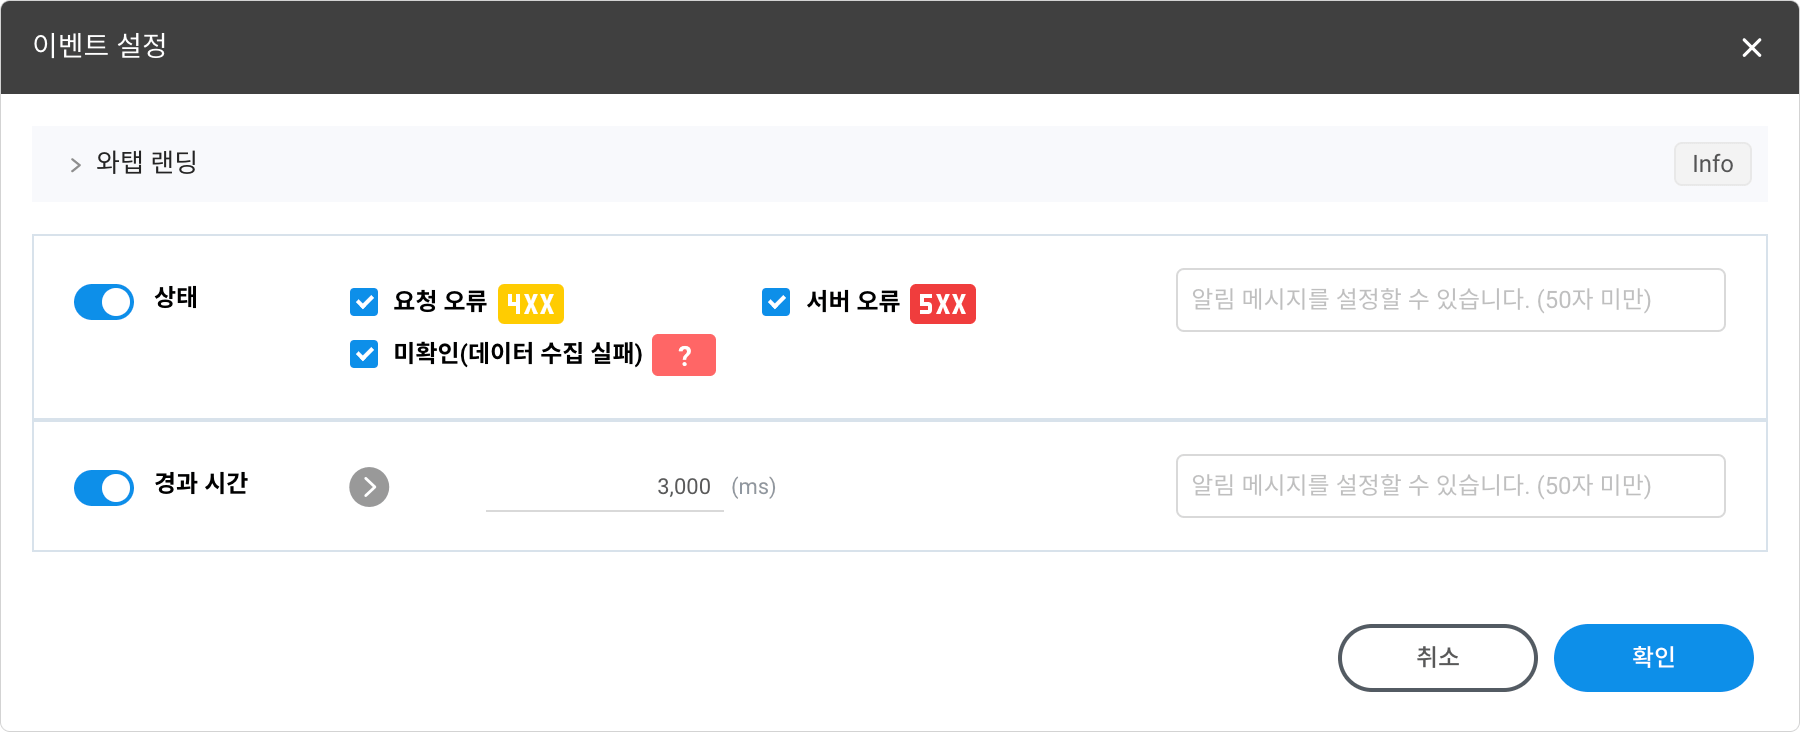 이벤트 설정
와탭 랜딩 Info
상태 요청 오류 4XX 서버 오류 5XX 알림 메시지를 설정할 수 있습니다. (50자 미만)
미확인(데이터 수집 실패) ?
경과 시간 3,000 (ms) 알림 메시지를 설정할 수 있습니다. (50자 미만)
취소 확인